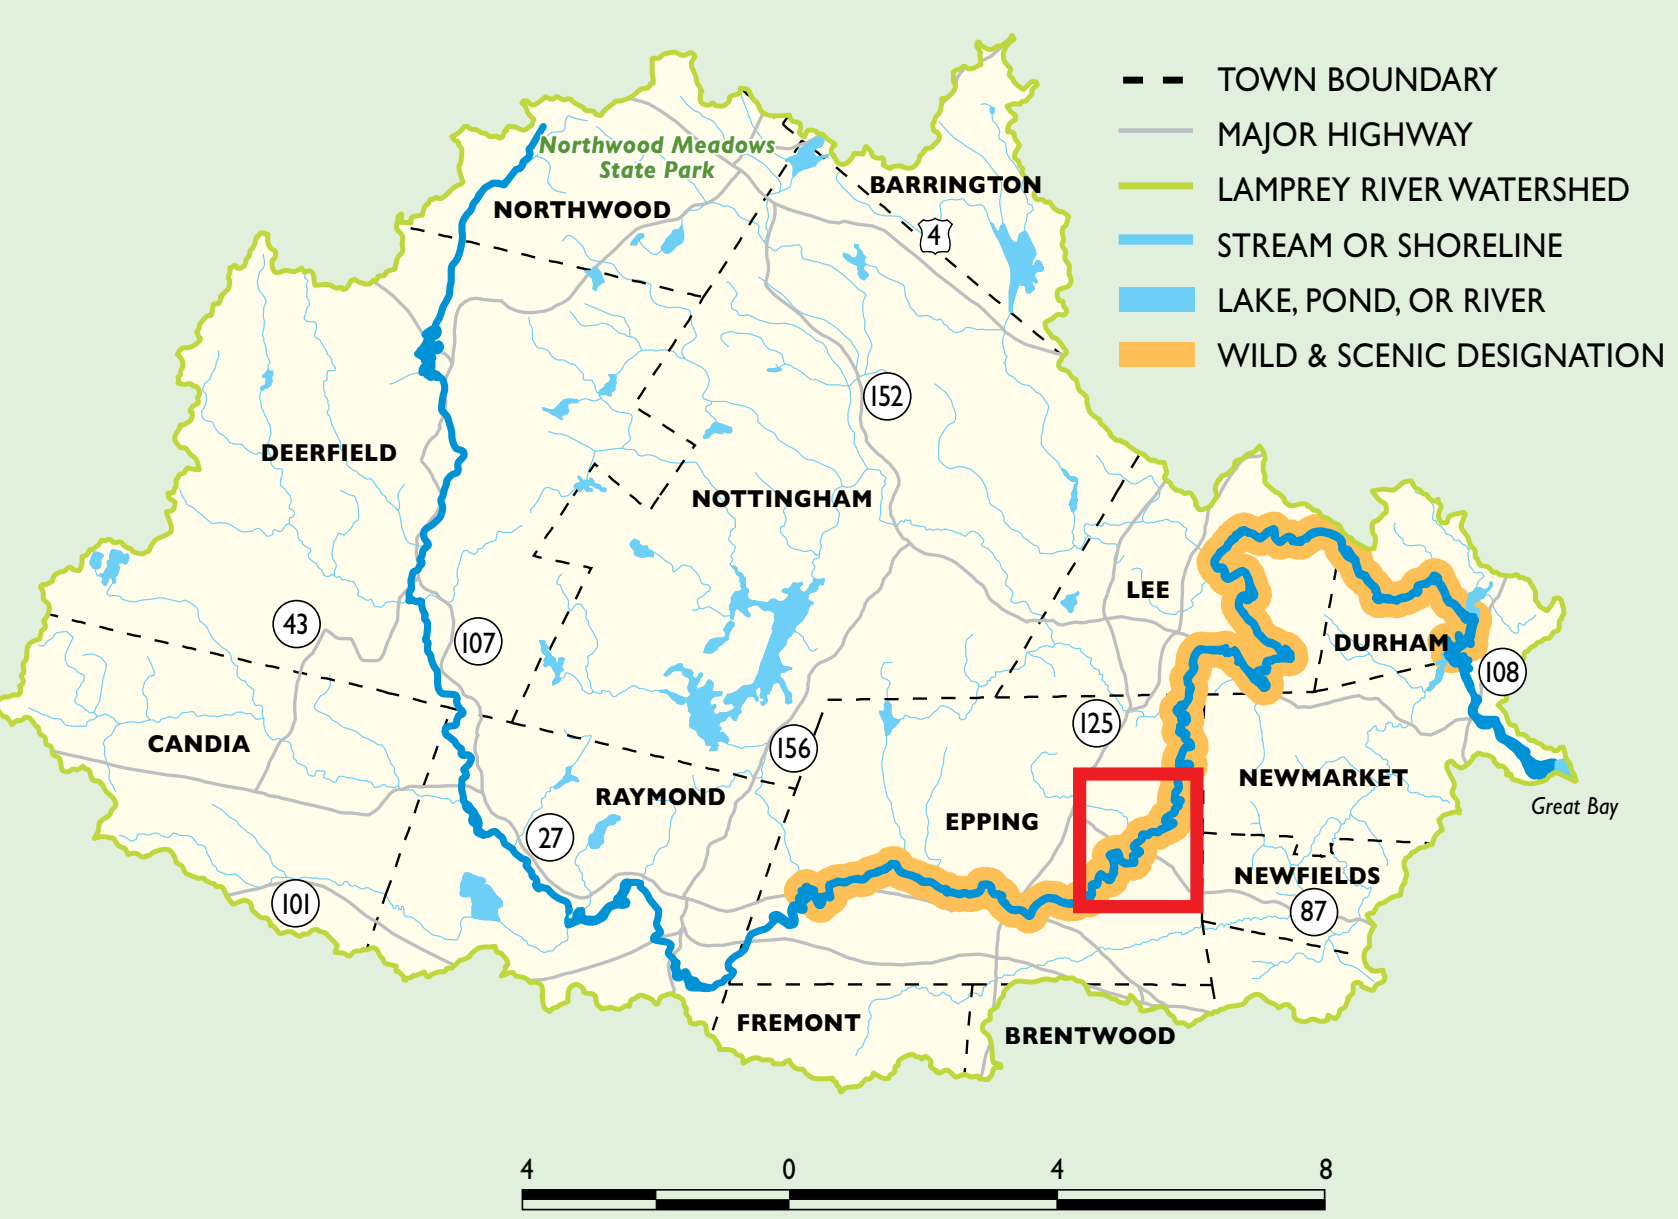 TOWN BOUNDARY
MAJOR HIGHWAY
LAMPREY RIVER WATERSHED
STREAM OR SHORELINE
LAKE, POND, OR RIVER
WILD & SCENIC DESIGNATION
Northwood Meadows
State Park
BARRINGTON
NORTHWOOD
4
152
DEERFIELD
NOTTINGHAM
LEE
43
107
DURHAM
108
125
CANDIA
156
NEWMARKET
RAYMOND
Great Bay
EPPING
27
NEWFIELDS
101
87
FREMONT
BRENTWOOD
4 0 4 8